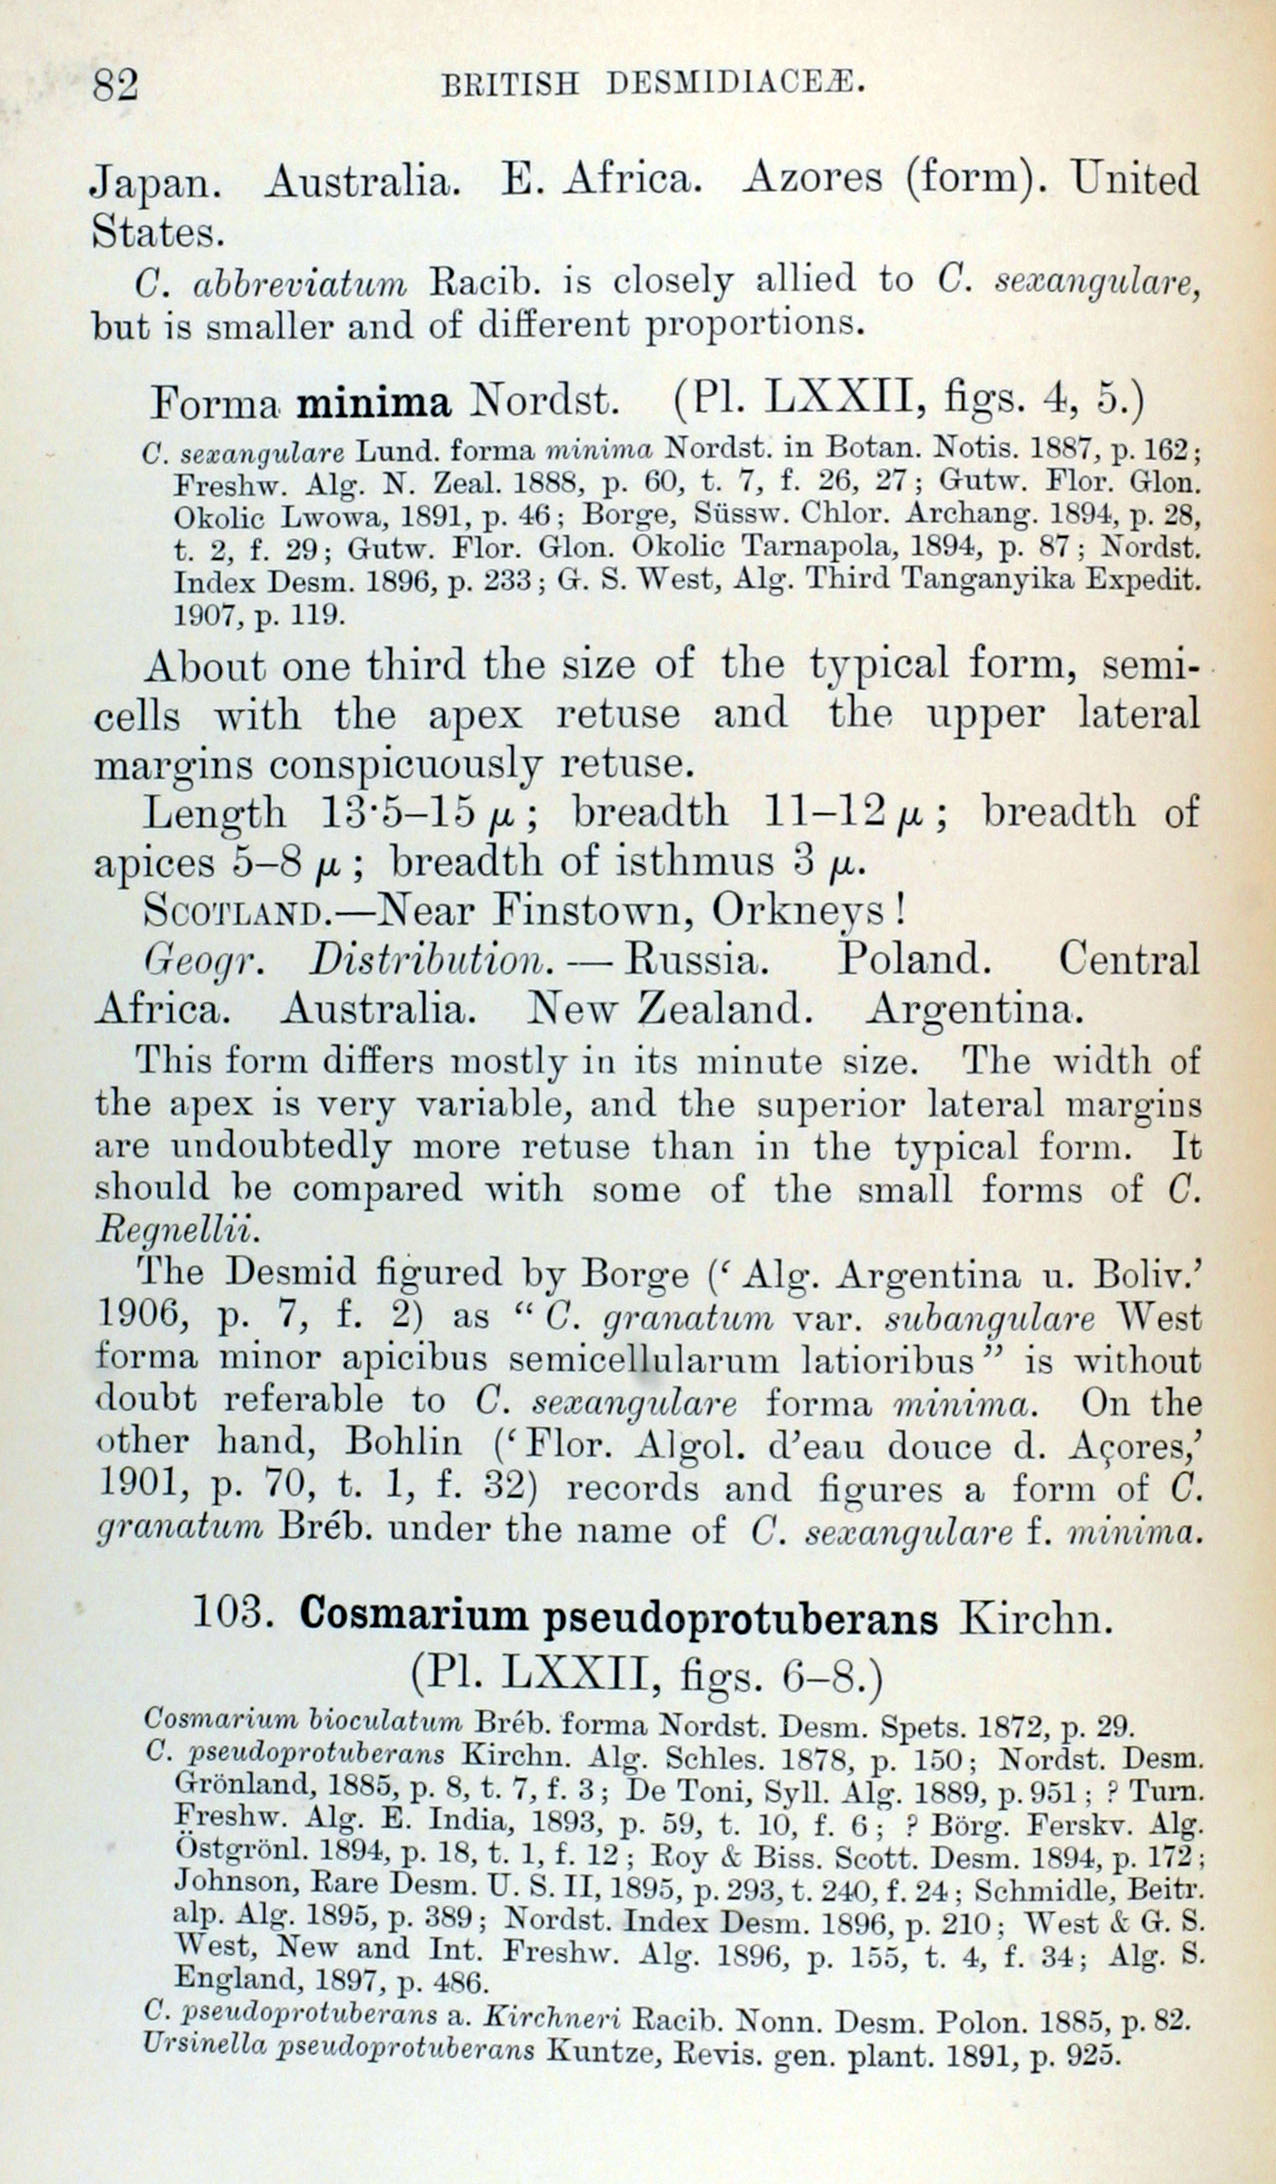 82 BRITISH DESMIDIACEÆ.
Japan. Australia. E. Africa. Azores (form). United
States.
C. abbreviatum Racib. is closely allied to C. sexangulare,
but is smaller and of different proportions.
Forma minima Nordst. (Pl. LXXII, figs. 4, 5.)
C. sexangulare Lund. forma minima Nordst. in Botan. Notis. 1887, p. 162;
Freshw. Alg. N. Zeal. 1888, p. 60, t. 7, f. 26, 27; Gutw. Flor. Glon.
Okolic Lwowa, 1891, p. 46; Borge, Süssw. Chlor. Archang. 1894, p. 28,
t. 2, f. 29; Gutw. Flor. Glon. Okolic Tarnapola, 1894, p. 87; Nordst.
Index Desm. 1896, p. 233; G. S. West, Alg. Third Tanganyika Expedit.
1907, p. 119.
About one third the size of the typical form, semi-
cells with the apex retuse and the upper lateral
margins conspicuously retuse.
Length 13·5–15 μ; breadth 11–12 μ; breadth of
apices 5–8 μ; breadth of isthmus 3 μ.
SCOTLAND.—Near Finstown, Orkneys!
Geogr. Distribution.—Russia. Poland. Central
Africa. Australia. New Zealand. Argentina.
This form differs mostly in its minute size. The width of
the apex is very variable, and the superior lateral margins
are undoubtedly more retuse than in the typical form. It
should be compared with some of the small forms of C.
Regnellii.
The Desmid figured by Borge (‘Alg. Argentina u. Boliv.’
1906, p. 7, f. 2) as “C. granatum var. subangulare West
forma minor apicibus semicellularum latioribus” is without
doubt referable to C. sexangulare forma minima. On the
other hand, Bohlin (‘Flor. Algol. d’eau douce d. Açores,’
1901, p. 70, t. 1, f. 32) records and figures a form of C.
granatum Bréb. under the name of C. sexangulare f. minima.
103. Cosmarium pseudoprotuberans Kirchn.
(Pl. LXXII, figs. 6–8.)
Cosmarium bioculatum Bréb. forma Nordst. Desm. Spets. 1872, p. 29.
C. pseudoprotuberans Kirchn. Alg. Schles. 1878, p. 150; Nordst. Desm.
Grönland, 1885, p. 8, t. 7, f. 3; De Toni, Syll. Alg. 1889, p. 951; ? Turn.
Freshw. Alg. E. India, 1893, p. 59, t. 10, f. 6; ? Börg. Ferskv. Alg.
Östgrönl. 1894, p. 18, t. 1, f. 12; Roy & Biss. Scott. Desm. 1894, p. 172;
Johnson, Rare Desm. U. S. II, 1895, p. 293, t. 240, f. 24; Schmidle, Beitr.
alp. Alg. 1895, p. 389; Nordst. Index Desm. 1896, p. 210; West & G. S.
West, New and Int. Freshw. Alg. 1896, p. 155, t. 4, f. 34; Alg. S.
England, 1897, p. 486.
C. pseudoprotuberans a. Kirchneri Racib. Nonn. Desm. Polon. 1885, p. 82.
Ursinella pseudoprotuberans Kuntze, Revis. gen. plant. 1891, p. 925.